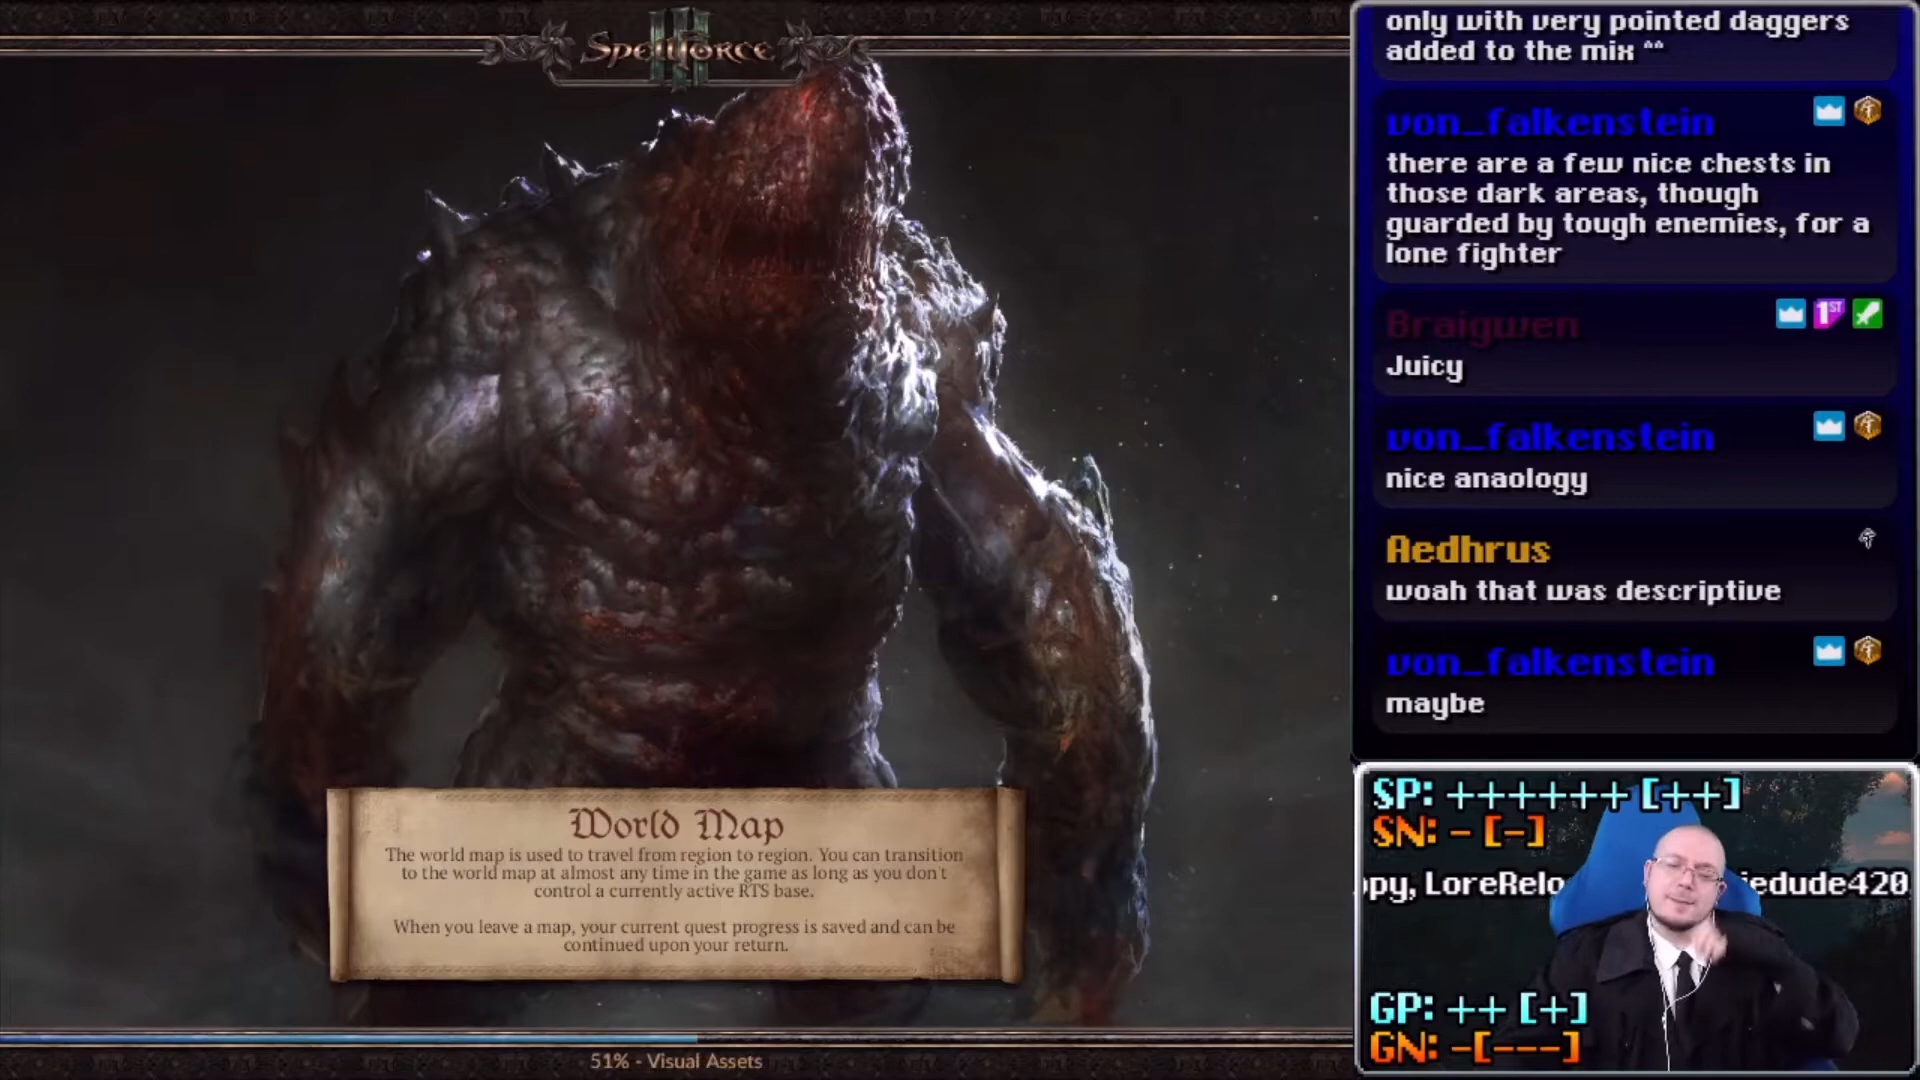 SpellForce
III
World Map
The world map is used to travel from region to region. You can transition
to the world map at almost any time in the game as long as you don't
control a currently active RTS base.
When you leave a map, your current quest progress is saved and can be
continued upon your return.
51% - Visual Assets
only with very pointed daggers
added to the mix ^^
von_falkenstein
there are a few nice chests in
those dark areas, though
guarded by tough enemies, for a
lone fighter
Braigwen
1ST
Juicy
von_falkenstein
nice anaology
Aedhrus
woah that was descriptive
von_falkenstein
maybe
SP: ++++++ [++]
SN: - [-]
ppy, LoreRelo iedude420
GP: ++ [+]
GN: -[---]